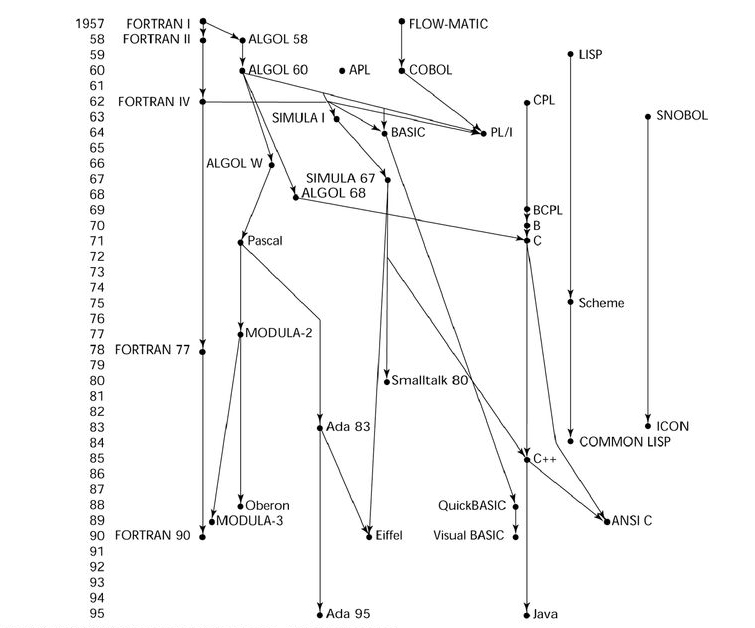 1957 FORTRAN I FLOW-MATIC
58 FORTRAN II ALGOL 58
59 LISP
60 ALGOL 60 APL COBOL
61
62 FORTRAN IV CPL
63 SIMULA I SNOBOL
64 BASIC PL/I
65
66 ALGOL W
67 SIMULA 67
68 ALGOL 68
69 BCPL
70 B
71 Pascal C
72
73
74
75 Scheme
76
77 MODULA-2
78 FORTRAN 77
79
80 Smalltalk 80
81
82
83 Ada 83 ICON
84 COMMON LISP
85 C++
86
87
88 Oberon QuickBASIC
89 MODULA-3 ANSI C
90 FORTRAN 90 Eiffel Visual BASIC
91
92
93
94
95 Ada 95 Java